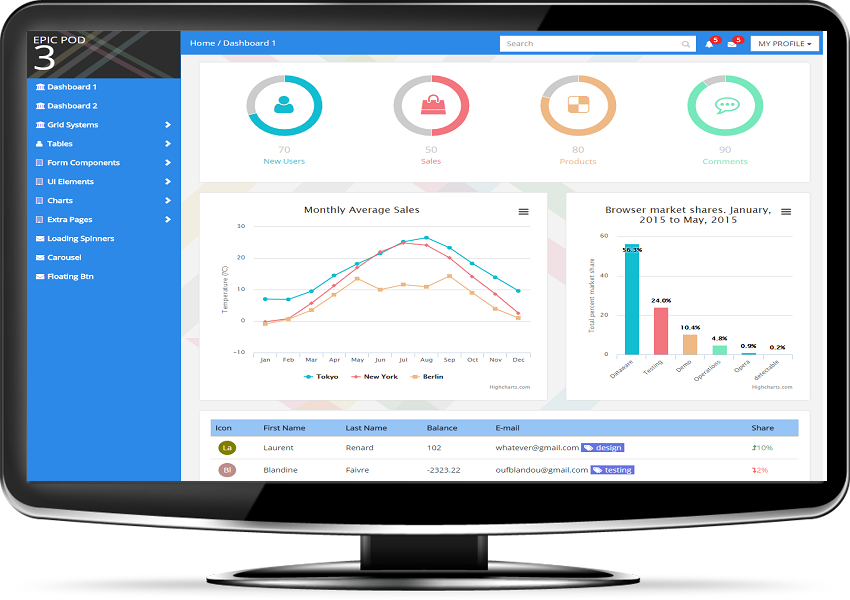 EPIC POD
3
Home / Dashboard 1
Search
5
5
MY PROFILE
Dashboard 1
Dashboard 2
Grid Systems
Tables
Form Components
UI Elements
Charts
Extra Pages
Loading Spinners
Carousel
Floating Btn
70
New Users
50
Sales
80
Products
90
Comments
Monthly Average Sales
Temperature (°C)
30
20
10
0
−10
Jan Feb Mar Apr May Jun Jul Aug Sep Oct Nov Dec
Tokyo New York Berlin
Highcharts.com
Browser market shares. January,
2015 to May, 2015
Total percent market share
60
40
20
0
56.3%
24.0%
10.4%
4.8%
0.9%
0.2%
Dataware
Testing
Demo
Operations
Opera
detectable
Highcharts.com
Icon First Name Last Name Balance E-mail Share
La Laurent Renard 102 whatever@gmail.com design 10%
Bl Blandine Faivre -2323.22 oufblandou@gmail.com testing 2%